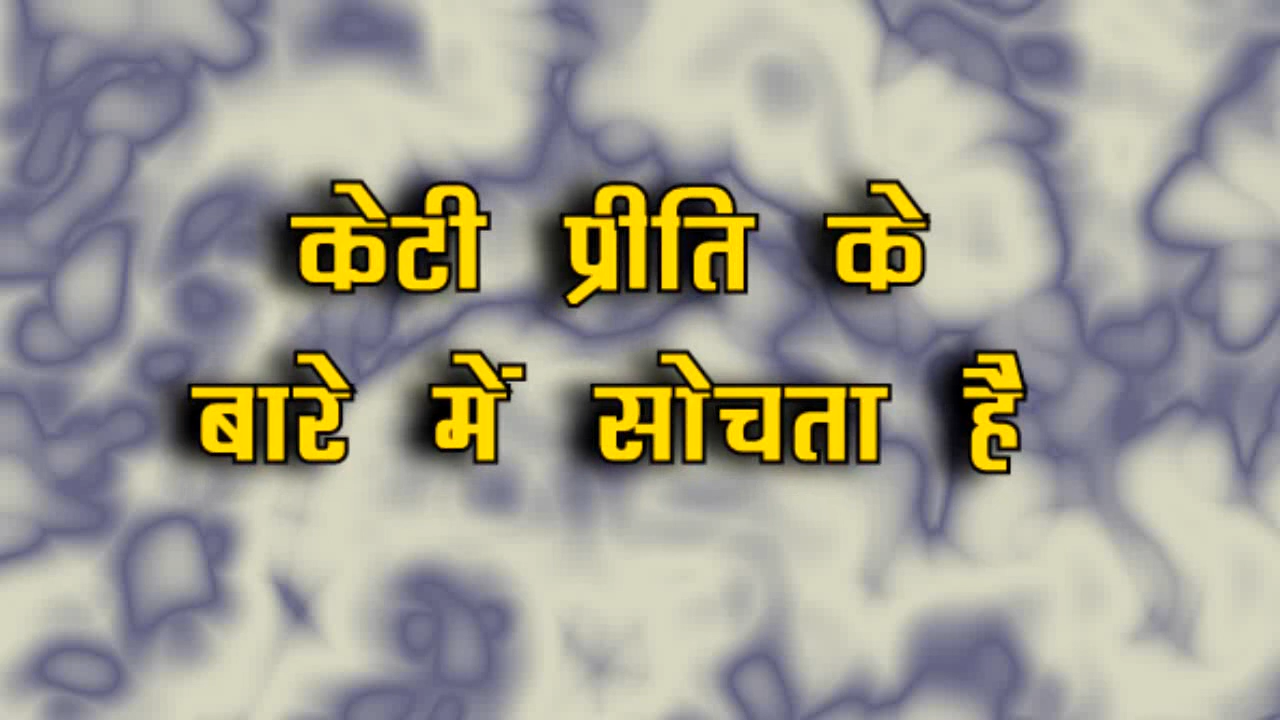 केटी प्रीति के
बारे में सोचता है